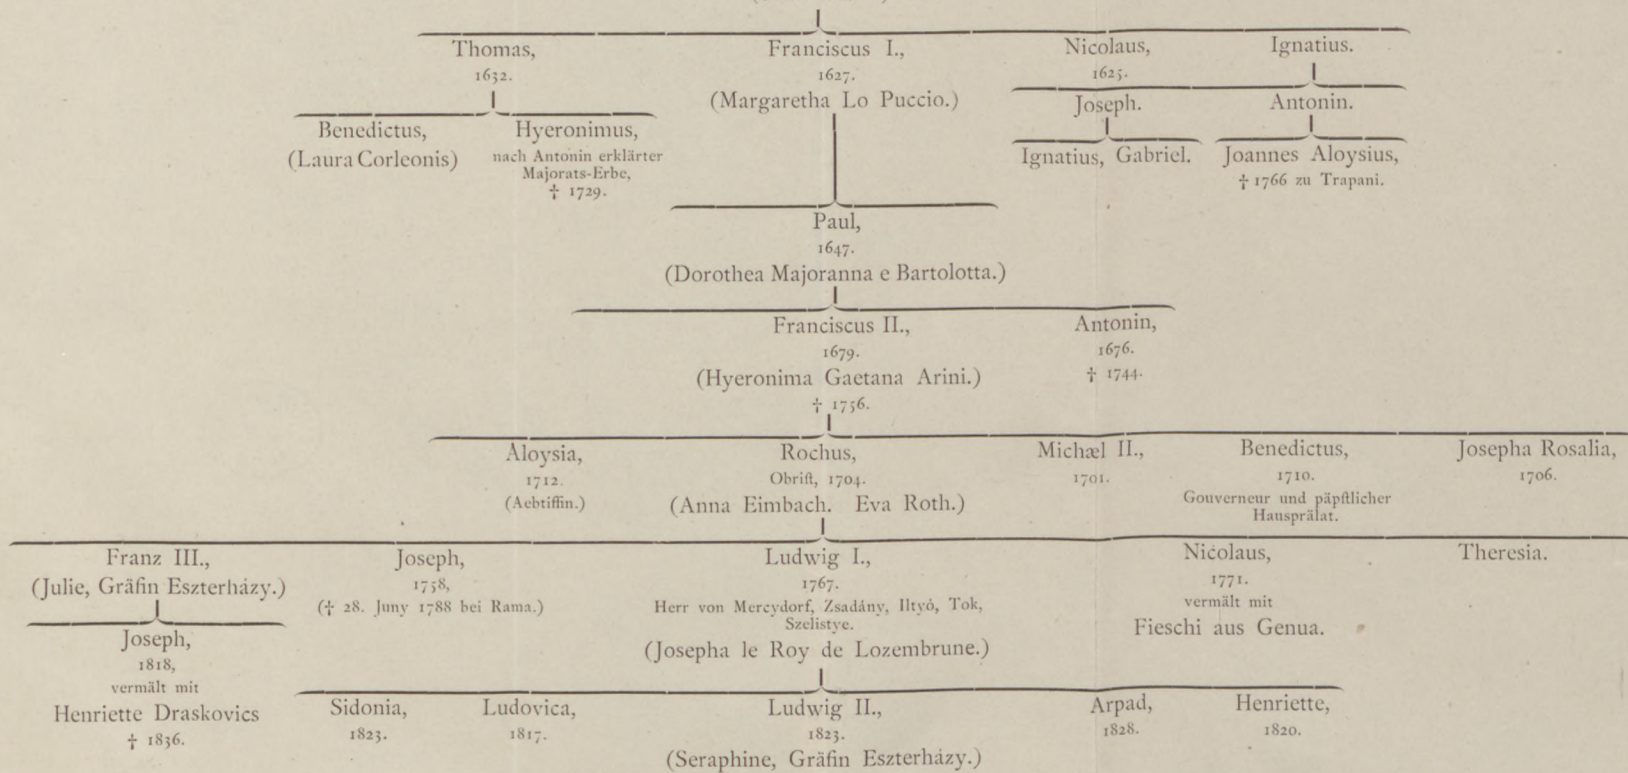 Thomas, Franciscus I., Nicolaus, Ignatius.
1632. 1627. 1625.
(Margaretha Lo Puccio.) Joseph. Antonin.
Benedictus, Hyeronimus,
(Laura Corleonis) nach Antonin erklärter Ignatius, Gabriel. Joannes Aloysius,
Majorats-Erbe, † 1766 zu Trapani.
† 1729.
Paul,
1647.
(Dorothea Majoranna e Bartolotta.)
Franciscus II., Antonin,
1679. 1676.
(Hyeronima Gaetana Arini.) † 1744.
† 1756.
Aloysia, Rochus, Michæl II., Benedictus, Josepha Rosalia,
1712. Obriſt, 1704. 1701. 1710. 1706.
(Aebtiſſin.) (Anna Eimbach. Eva Roth.) Gouverneur und päpſtlicher
Hausprälat.
Franz III., Joseph, Ludwig I., Nicolaus, Theresia.
(Julie, Gräfin Eszterházy.) 1758, 1767. 1771.
(† 28. Juny 1788 bei Rama.) Herr von Mercydorf, Zsadány, Iltyó, Tok, vermält mit
Szelistye. Fieschi aus Genua.
Joseph, (Josepha le Roy de Lozembrune.)
1818,
vermält mit
Henriette Draskovics Sidonia, Ludovica, Ludwig II., Arpad, Henriette,
† 1836. 1823. 1817. 1823. 1828. 1820.
(Seraphine, Gräfin Eszterházy.)